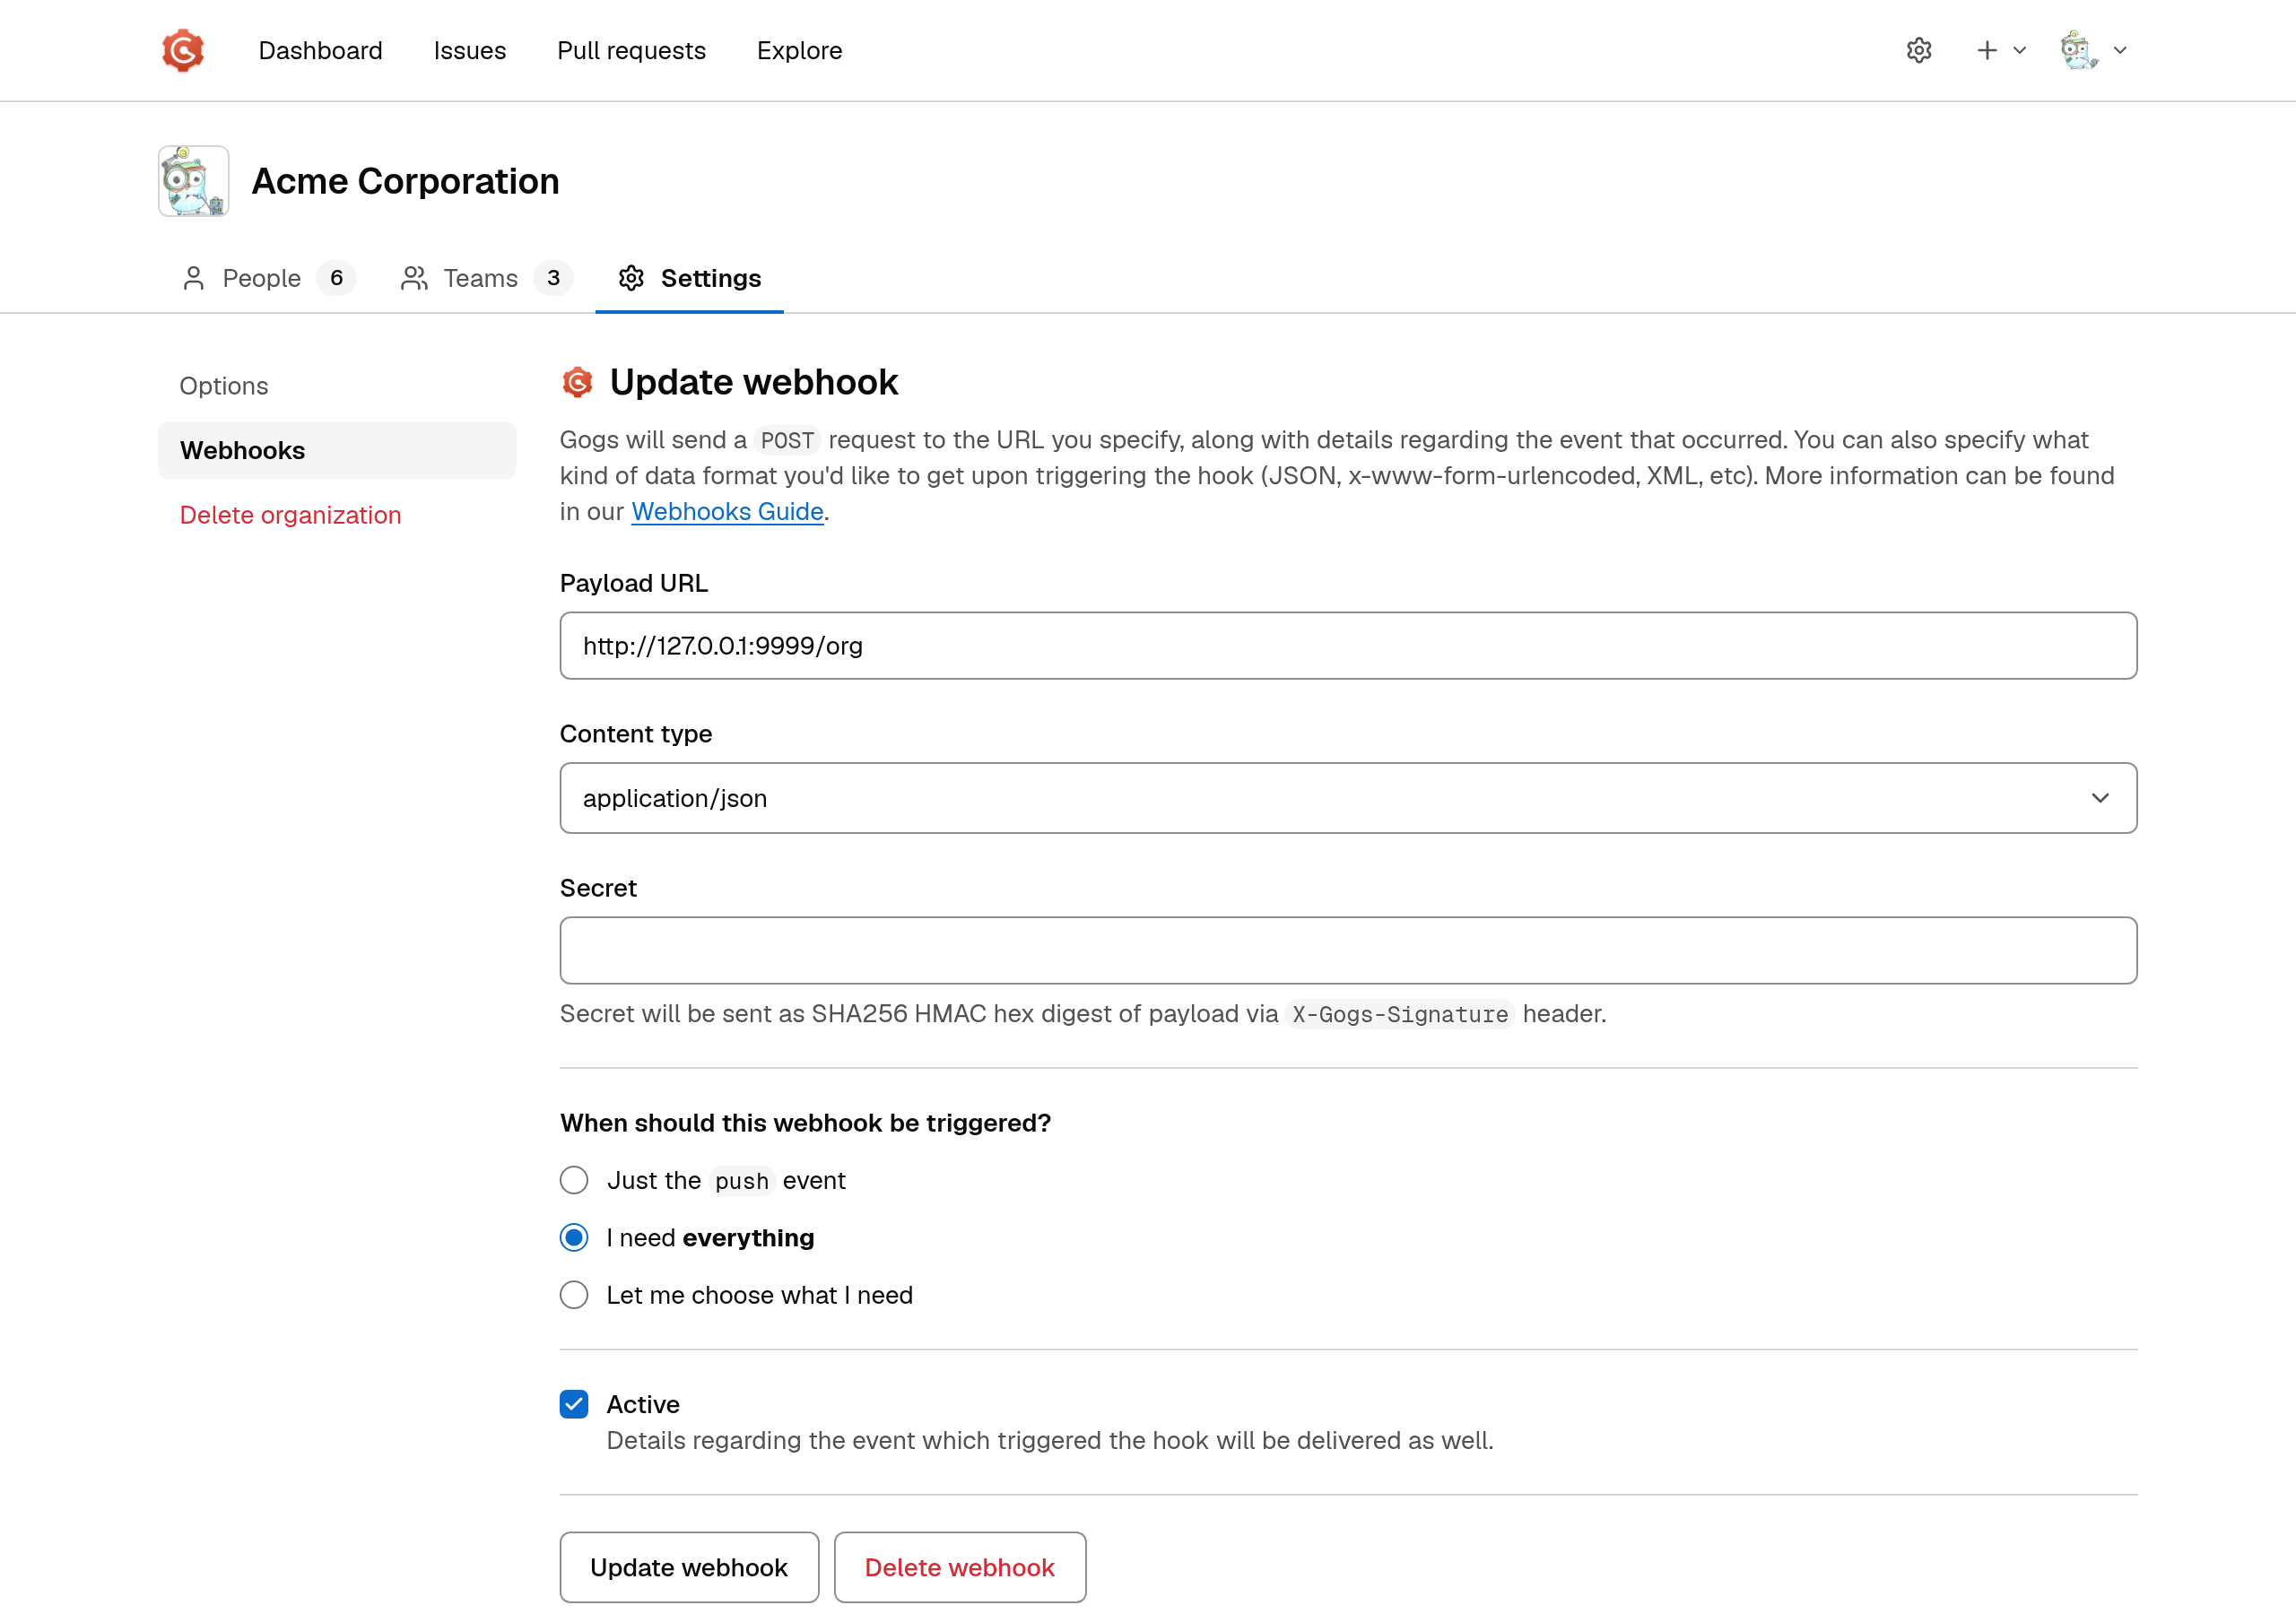 Dashboard Issues Pull requests Explore
Acme Corporation
People 6 Teams 3 Settings
Options
Webhooks
Delete organization
Update webhook
Gogs will send a POST request to the URL you specify, along with details regarding the event that occurred. You can also specify what
kind of data format you'd like to get upon triggering the hook (JSON, x-www-form-urlencoded, XML, etc). More information can be found
in our Webhooks Guide.
Payload URL
http://127.0.0.1:9999/org
Content type
application/json
Secret
Secret will be sent as SHA256 HMAC hex digest of payload via X-Gogs-Signature header.
When should this webhook be triggered?
Just the push event
I need everything
Let me choose what I need
Active
Details regarding the event which triggered the hook will be delivered as well.
Update webhook Delete webhook